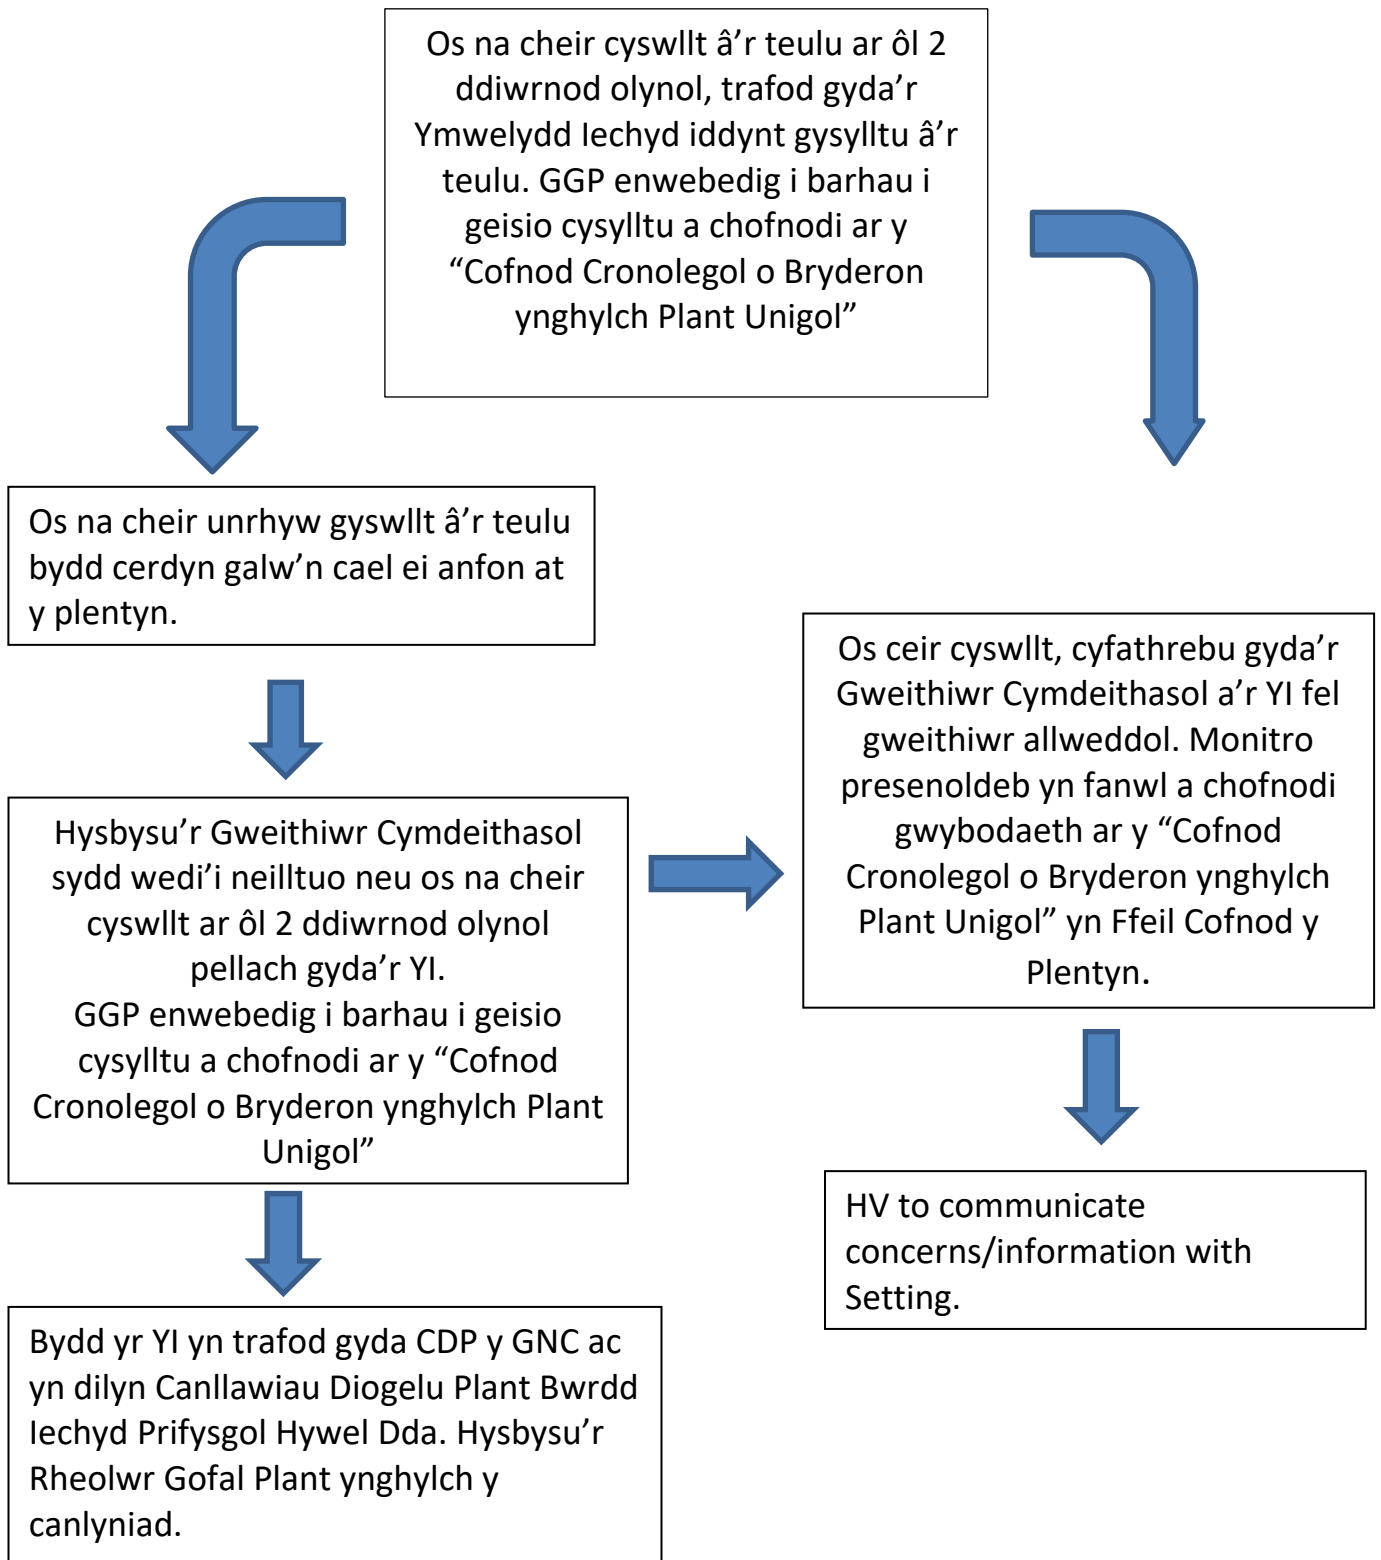 Os na cheir cyswllt â’r teulu ar ôl 2
ddiwrnod olynol, trafod gyda’r
Ymwelydd Iechyd iddynt gysylltu â’r
teulu. GGP enwebedig i barhau i
geisio cysylltu a chofnodi ar y
“Cofnod Cronolegol o Bryderon
ynghylch Plant Unigol”
Os na cheir unrhyw gyswllt â’r teulu
bydd cerdyn galw’n cael ei anfon at
y plentyn.
Os ceir cyswllt, cyfathrebu gyda’r
Gweithiwr Cymdeithasol a’r YI fel
gweithiwr allweddol. Monitro
presenoldeb yn fanwl a chofnodi
gwybodaeth ar y “Cofnod
Cronolegol o Bryderon ynghylch
Plant Unigol” yn Ffeil Cofnod y
Plentyn.
Hysbysu’r Gweithiwr Cymdeithasol
sydd wedi’i neilltuo neu os na cheir
cyswllt ar ôl 2 ddiwrnod olynol
pellach gyda’r YI.
GGP enwebedig i barhau i geisio
cysylltu a chofnodi ar y “Cofnod
Cronolegol o Bryderon ynghylch Plant
Unigol”
HV to communicate
concerns/information with
Setting.
Bydd yr YI yn trafod gyda CDP y GNC ac
yn dilyn Canllawiau Diogelu Plant Bwrdd
Iechyd Prifysgol Hywel Dda. Hysbysu’r
Rheolwr Gofal Plant ynghylch y
canlyniad.